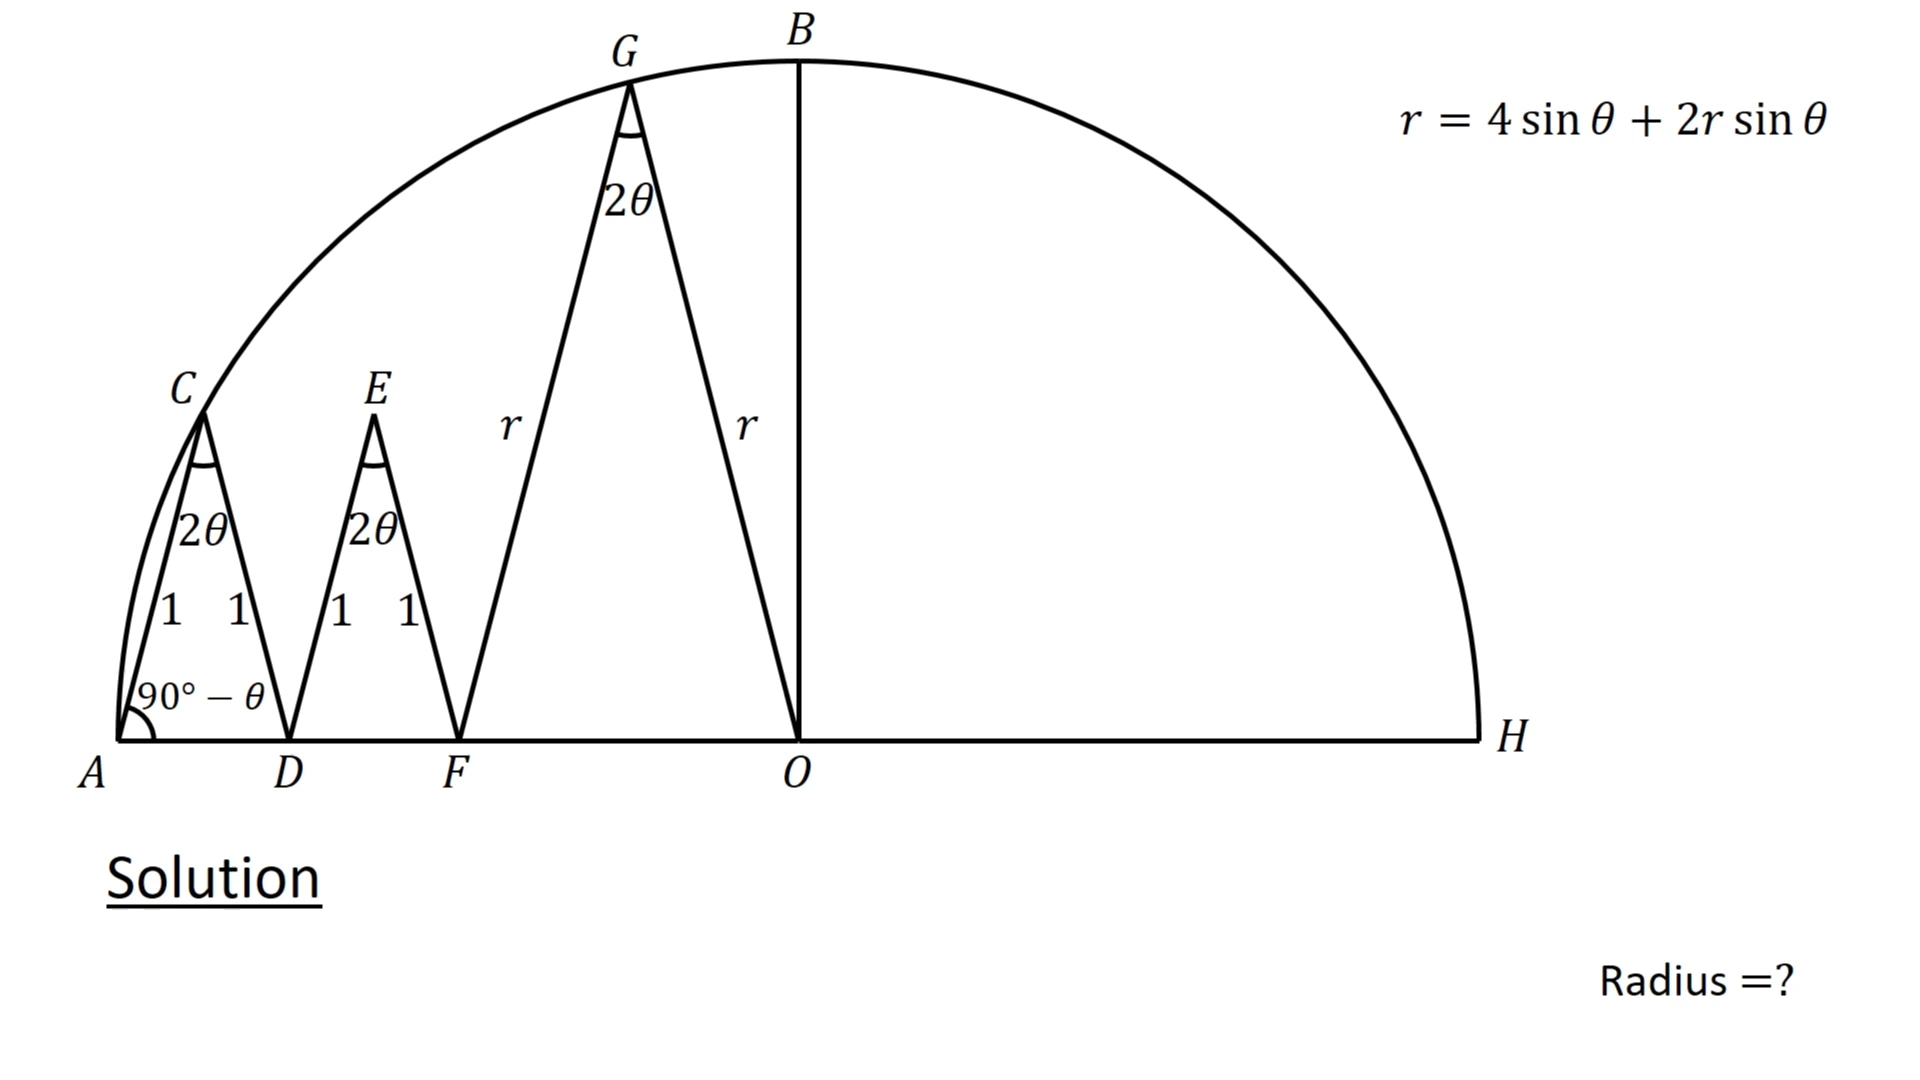 B
G
r = 4 sin θ + 2r sin θ
2θ
C
E
r
r
2θ
2θ
1
1
1
1
90° − θ
H
A
D
F
O
Solution
Radius =?